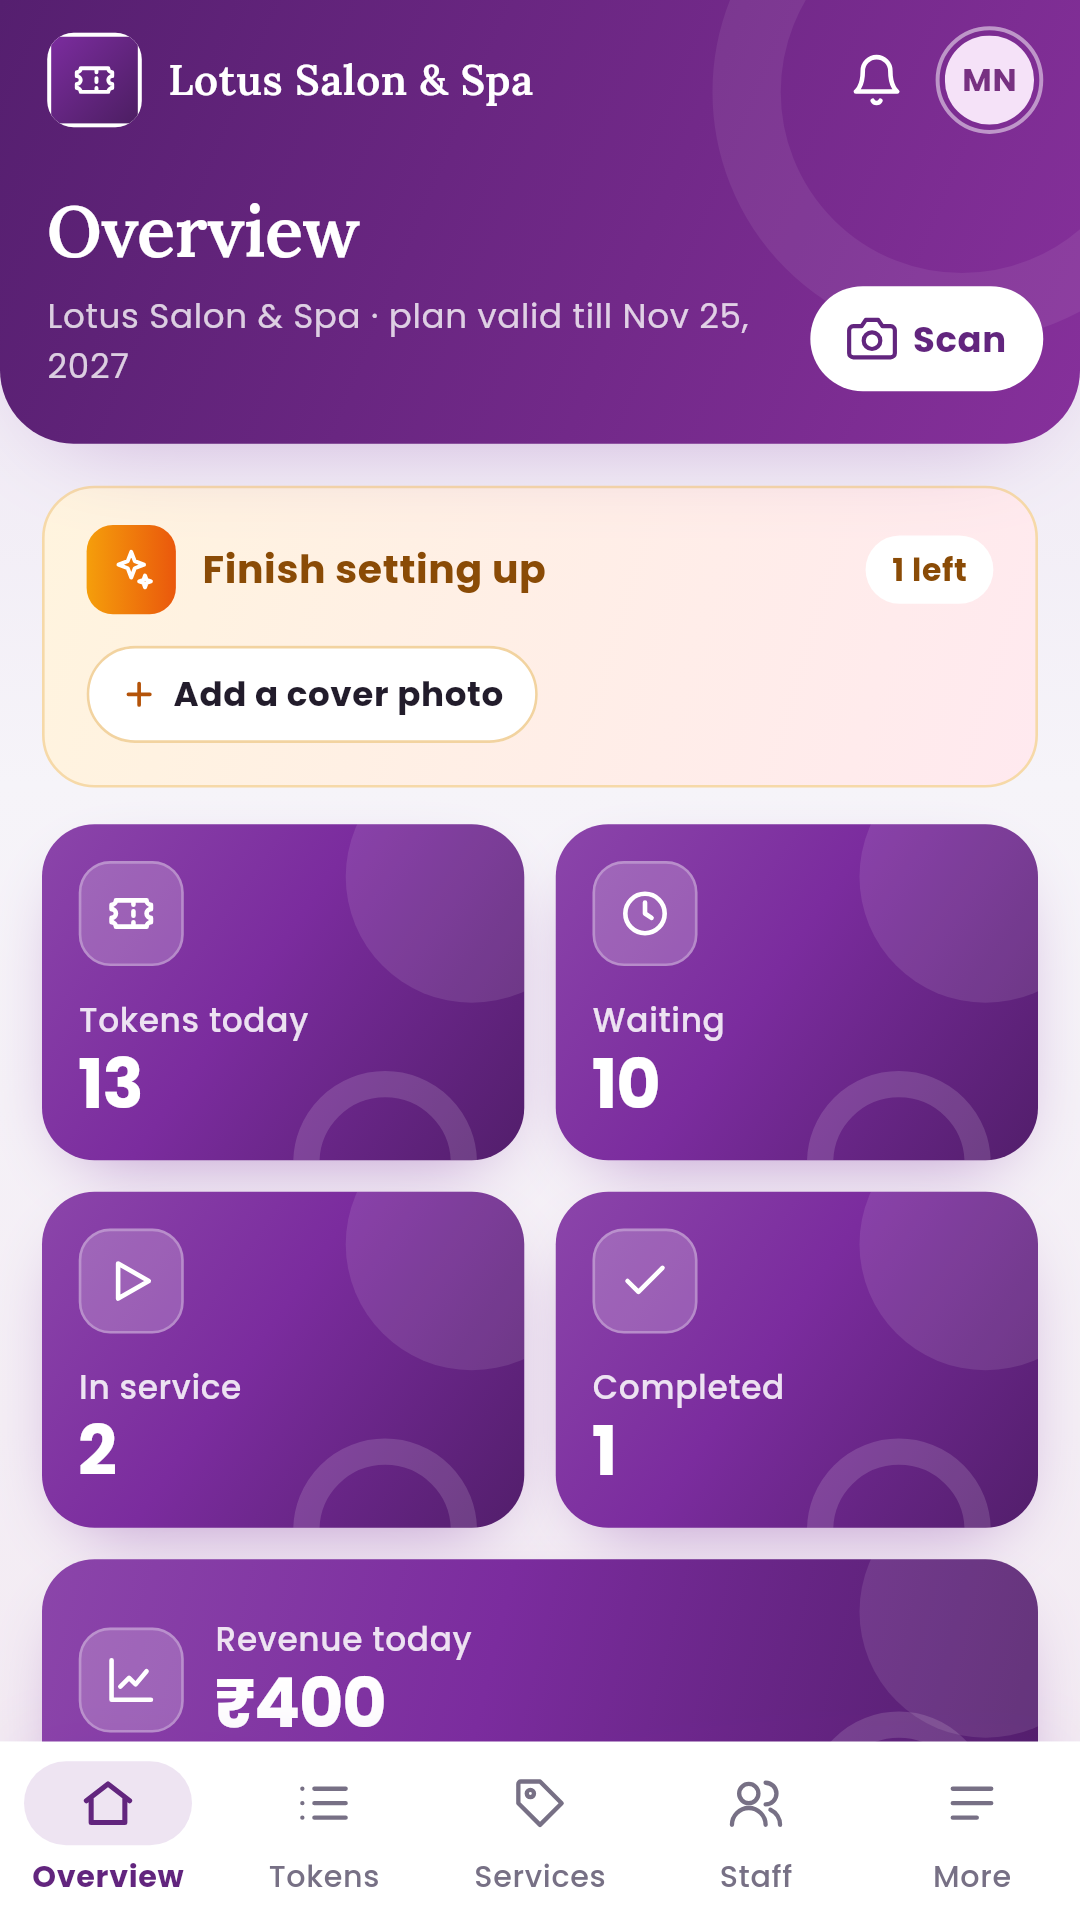 Lotus Salon & Spa
MN
Overview
Lotus Salon & Spa · plan valid till Nov 25,
2027
Scan
Finish setting up
1 left
Add a cover photo
Tokens today
13
Waiting
10
In service
2
Completed
1
Revenue today
₹400
Overview
Tokens
Services
Staff
More